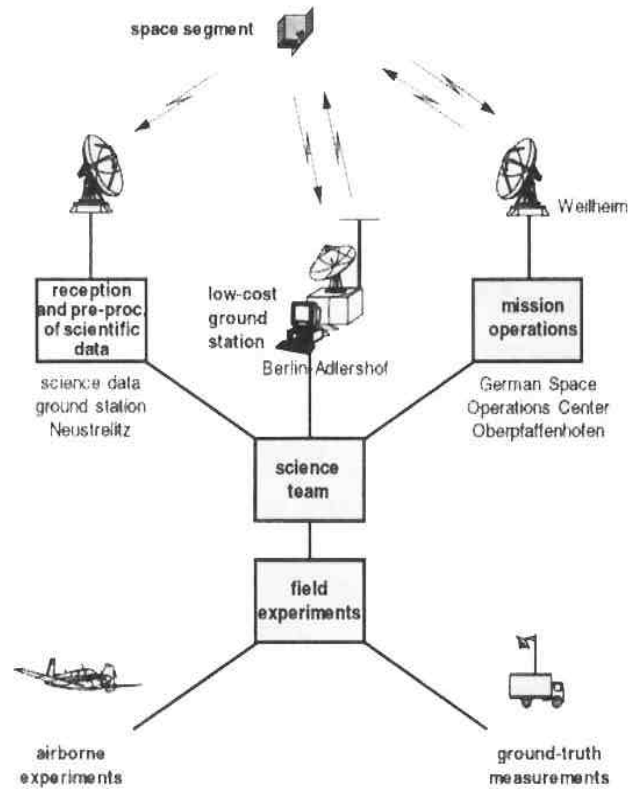 space segment
Weilheim
reception
and pre-proc.
of scientific
data
low-cost
ground
station
mission
operations
Berlin-Adlershof
science data
ground station
Neustrelitz
German Space
Operations Center
Oberpfaffenhofen
science
team
field
experiments
airborne
experiments
ground-truth
measurements